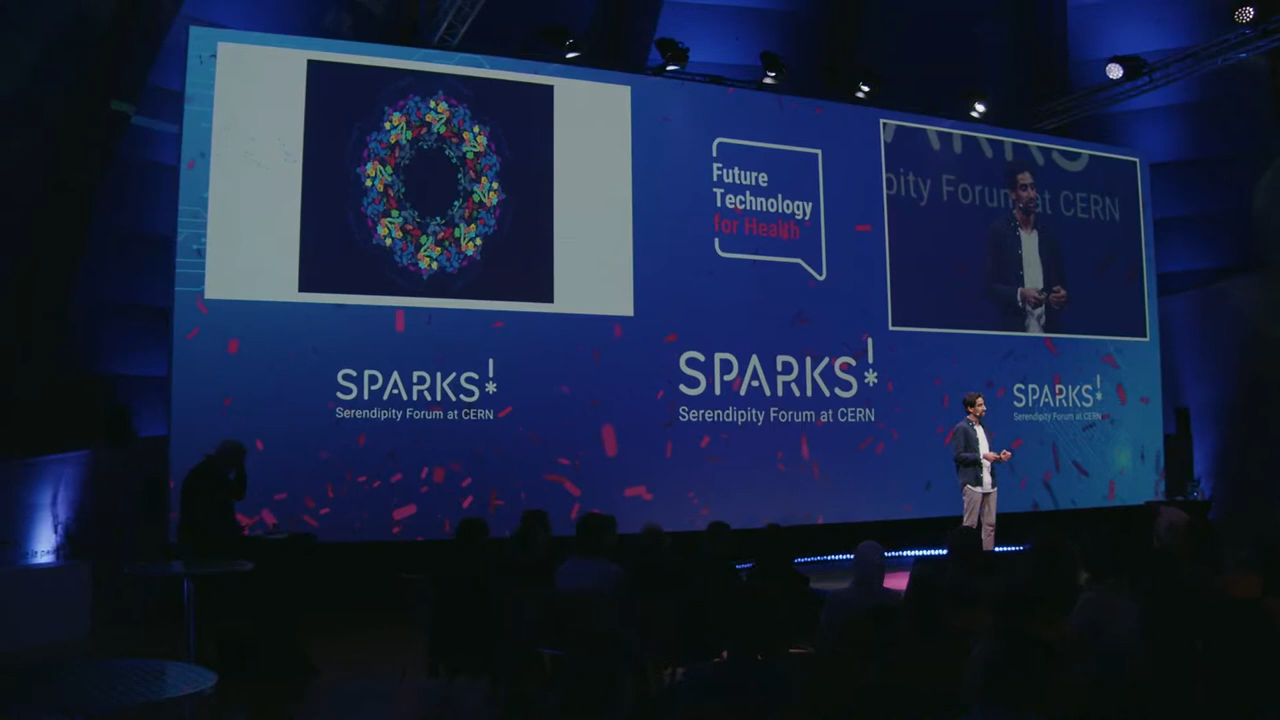 Future
Technology
for Health
ARKS
pity Forum at CERN
SPARKS!
Serendipity Forum at CERN
SPARKS!
Serendipity Forum at CERN
SPARKS!
Serendipity Forum at CERN